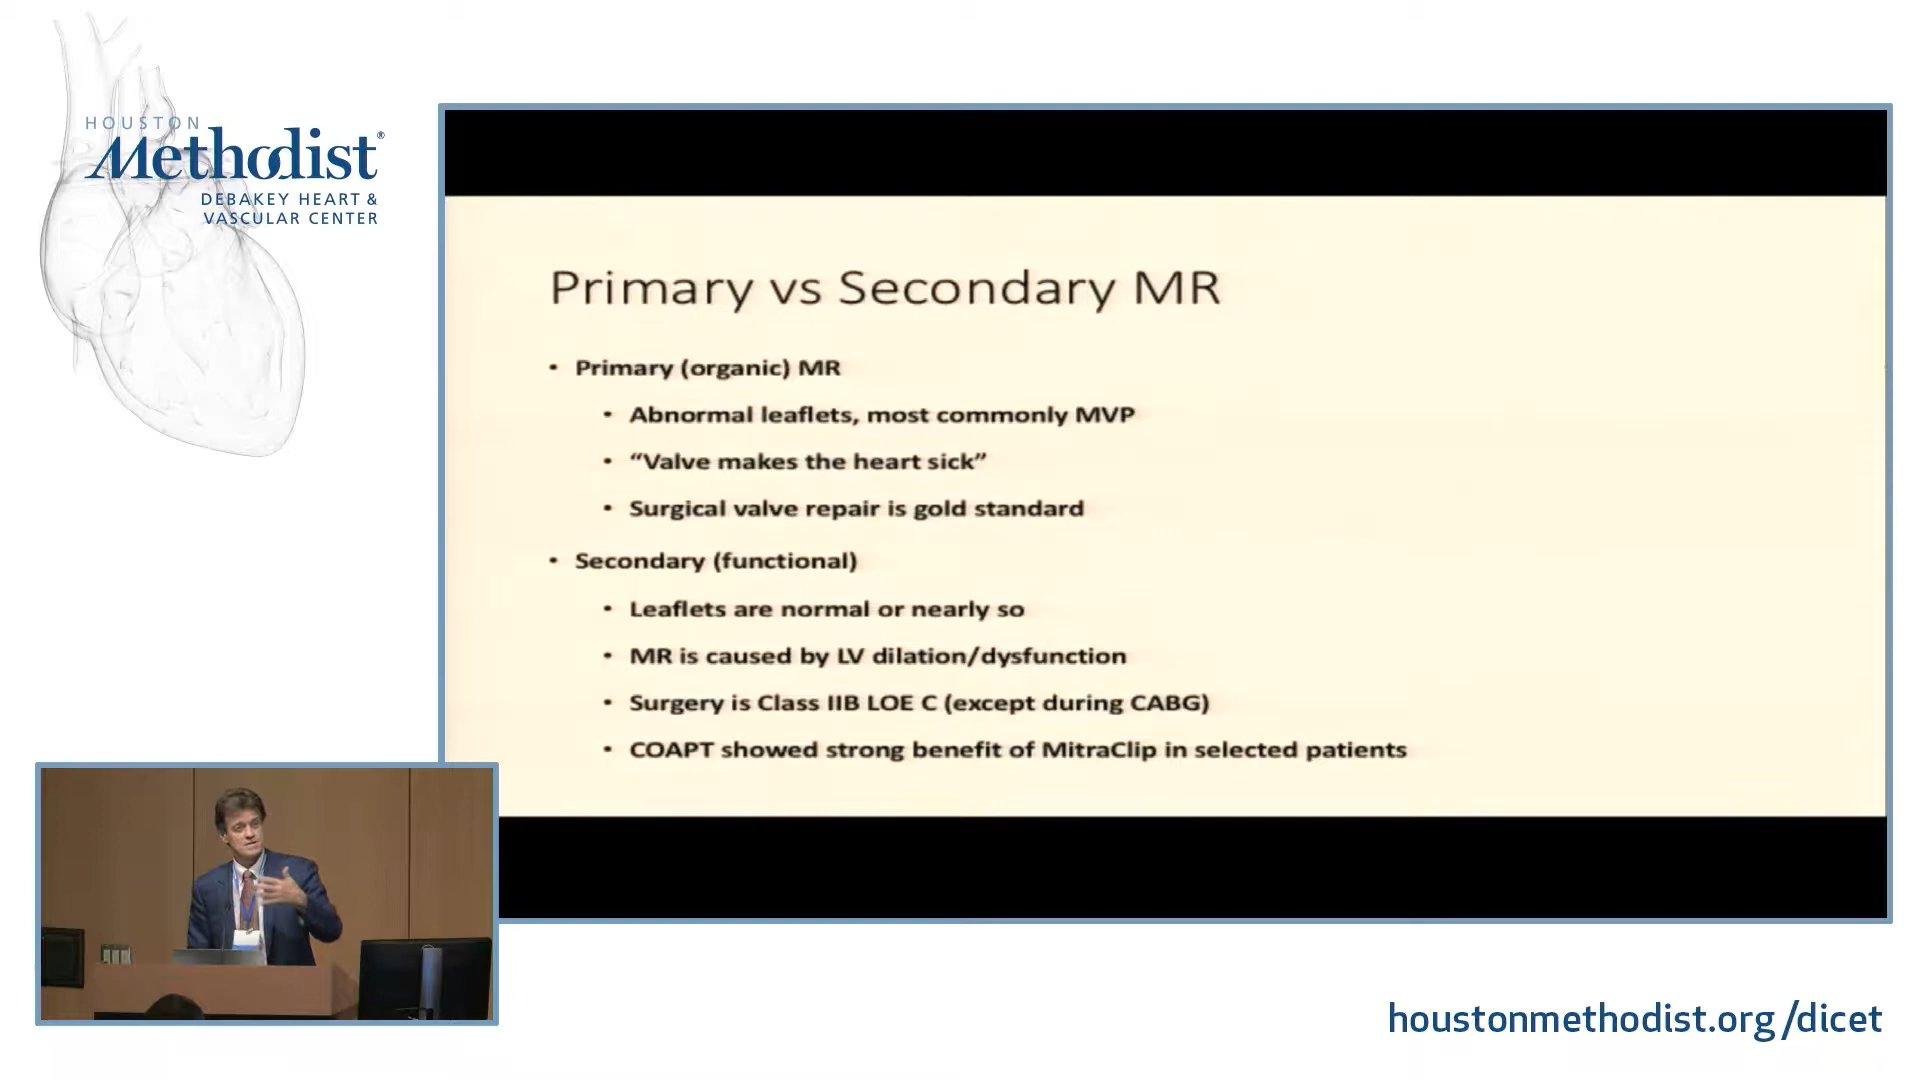 HOUSTON
Methodist®
DEBAKEY HEART &
VASCULAR CENTER
Primary vs Secondary MR
• Primary (organic) MR
• Abnormal leaflets, most commonly MVP
• “Valve makes the heart sick”
• Surgical valve repair is gold standard
• Secondary (functional)
• Leaflets are normal or nearly so
• MR is caused by LV dilation/dysfunction
• Surgery is Class IIB LOE C (except during CABG)
• COAPT showed strong benefit of MitraClip in selected patients
houstonmethodist.org/dicet